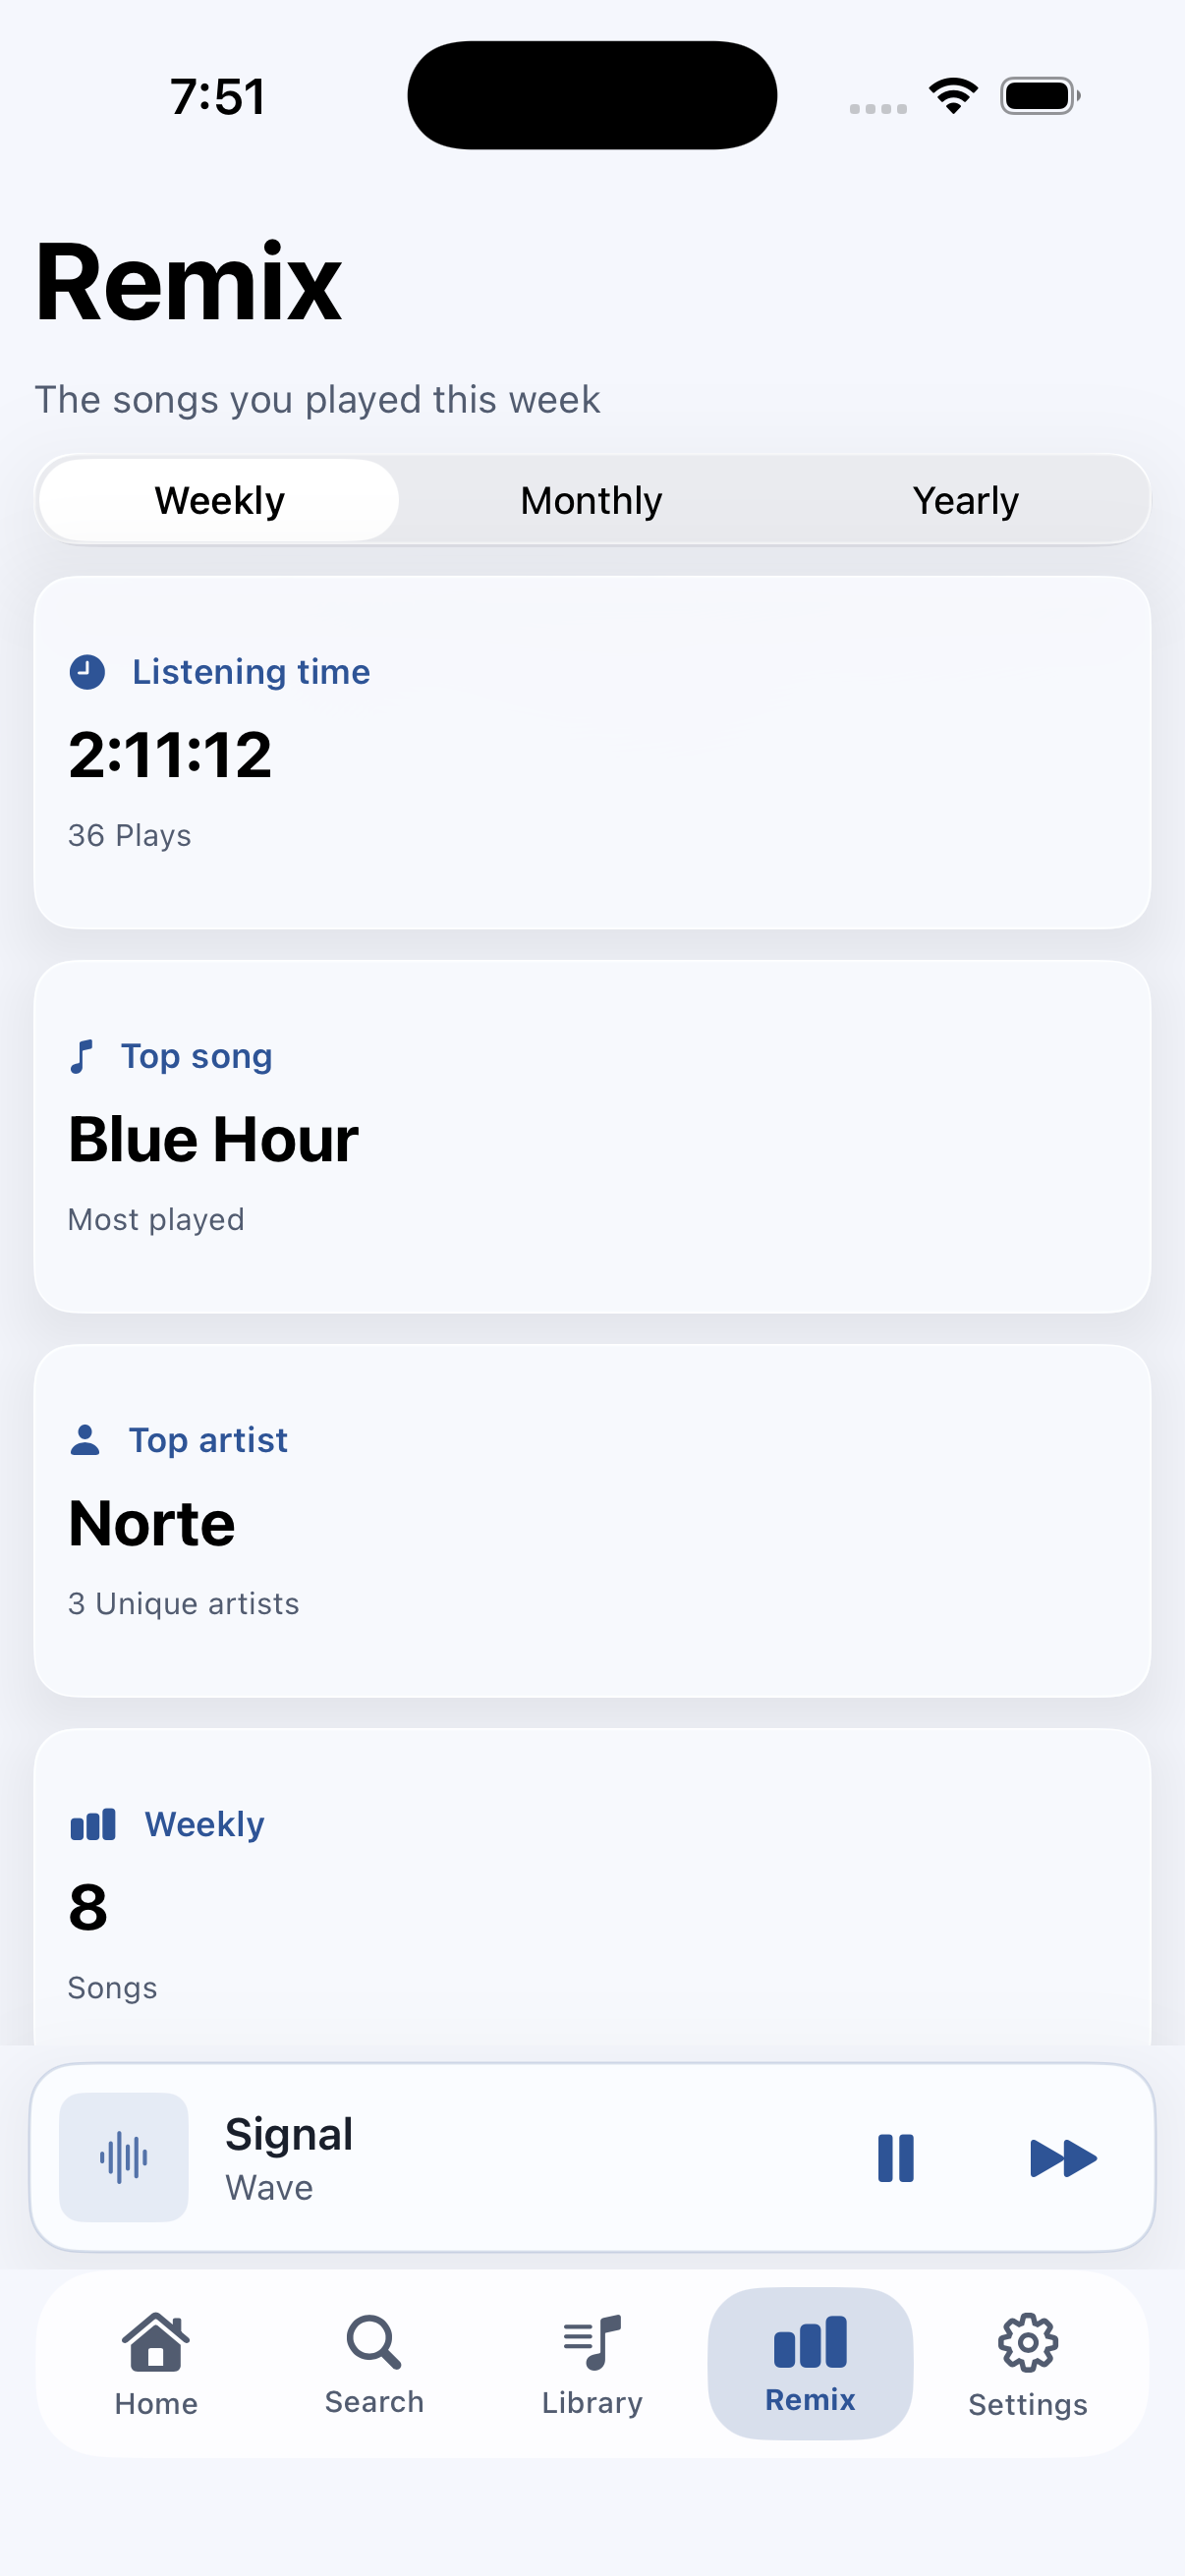 7:51
Remix
The songs you played this week
Weekly
Monthly
Yearly
Listening time
2:11:12
36 Plays
Top song
Blue Hour
Most played
Top artist
Norte
3 Unique artists
Weekly
8
Songs
Signal
Wave
Home
Search
Library
Remix
Settings